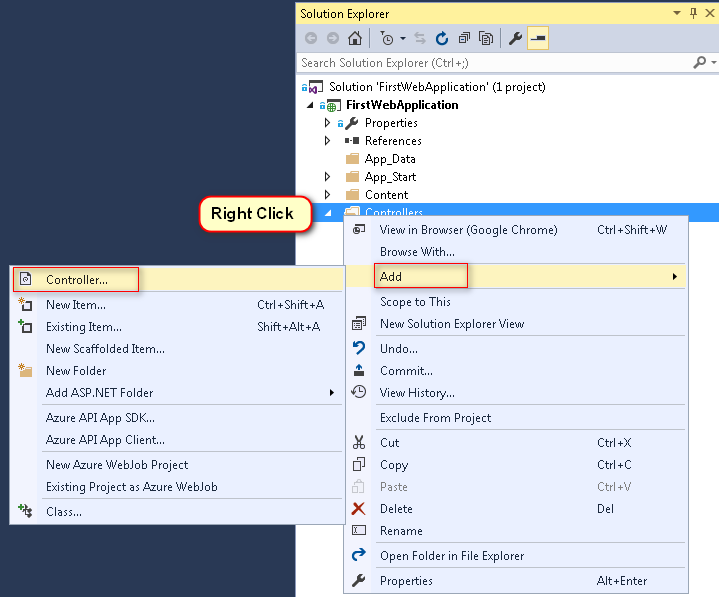 Solution Explorer
Search Solution Explorer (Ctrl+;)
Solution 'FirstWebApplication' (1 project)
FirstWebApplication
Properties
References
App_Data
App_Start
Content
Controllers
Right Click
View in Browser (Google Chrome) Ctrl+Shift+W
Browse With...
Add
Scope to This
New Solution Explorer View
Undo...
Commit...
View History...
Exclude From Project
Cut Ctrl+X
Copy Ctrl+C
Paste Ctrl+V
Delete Del
Rename
Open Folder in File Explorer
Properties Alt+Enter
Controller...
New Item... Ctrl+Shift+A
Existing Item... Shift+Alt+A
New Scaffolded Item...
New Folder
Add ASP.NET Folder
Azure API App SDK...
Azure API App Client...
New Azure WebJob Project
Existing Project as Azure WebJob
Class...